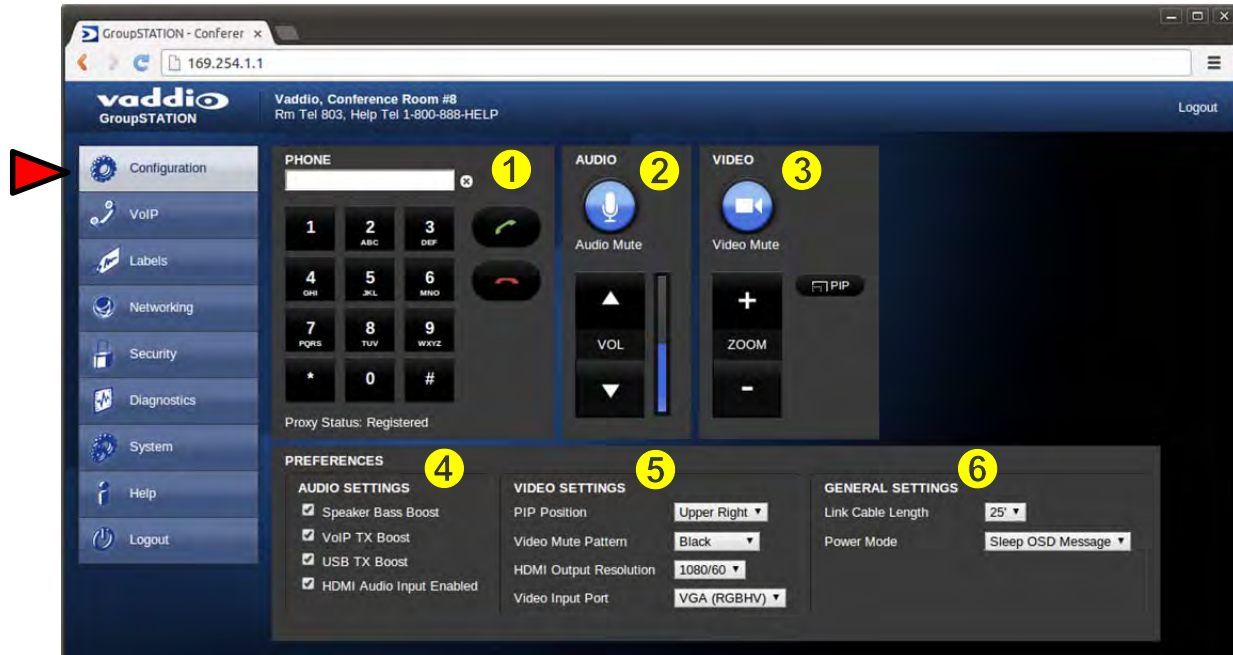 GroupSTATION - Conferer ×
169.254.1.1
vaddio
GroupSTATION
Vaddio, Conference Room #8
Rm Tel 803, Help Tel 1-800-888-HELP
Logout
Configuration
VoIP
Labels
Networking
Security
Diagnostics
System
Help
Logout
PHONE
1
1
2
ABC
3
DEF
4
GHI
5
JKL
6
MNO
7
PQRS
8
TUV
9
WXYZ
*
0
#
Proxy Status: Registered
AUDIO
2
Audio Mute
VOL
VIDEO
3
Video Mute
+
ZOOM
-
PIP
PREFERENCES
4
AUDIO SETTINGS
Speaker Bass Boost
VoIP TX Boost
USB TX Boost
HDMI Audio Input Enabled
5
VIDEO SETTINGS
PIP Position Upper Right
Video Mute Pattern Black
HDMI Output Resolution 1080/60
Video Input Port VGA (RGBHV)
6
GENERAL SETTINGS
Link Cable Length 25'
Power Mode Sleep OSD Message